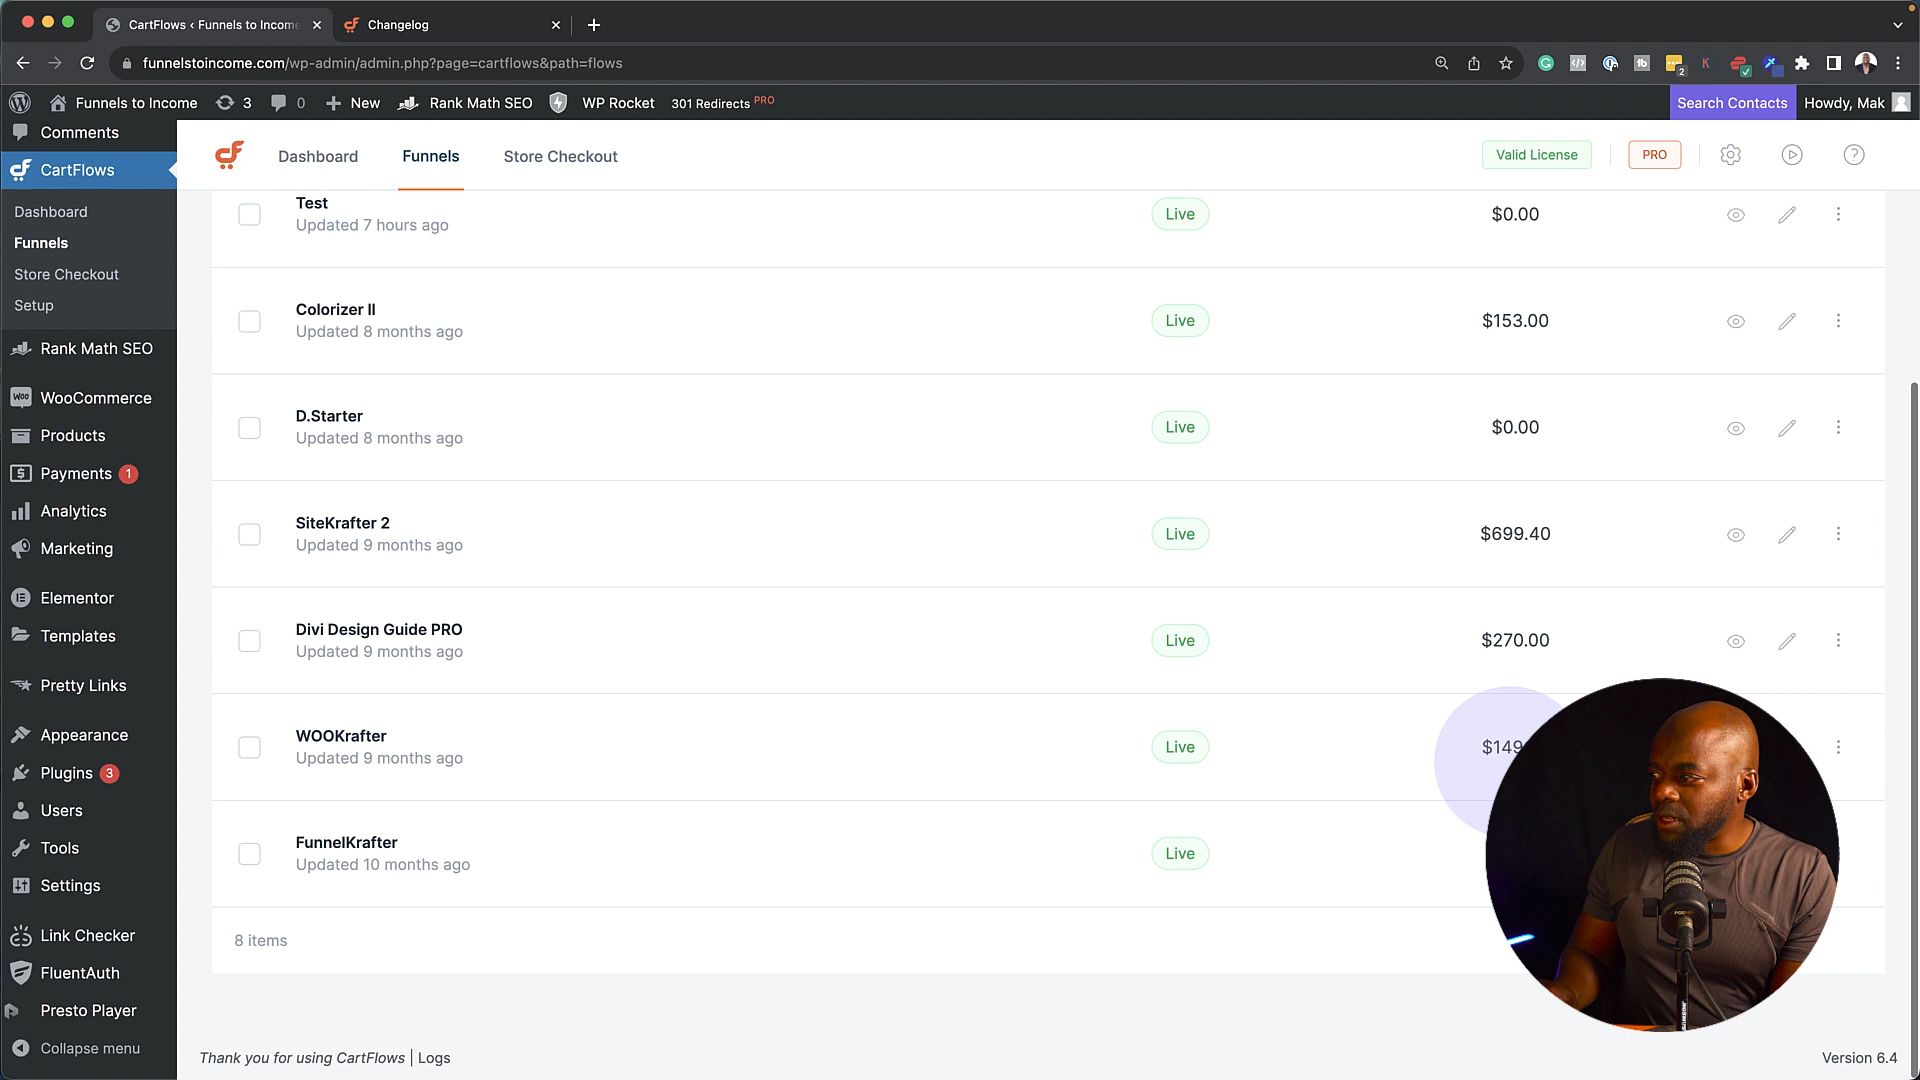 CartFlows ‹ Funnels to Income
Changelog
funnelstoincome.com/wp-admin/admin.php?page=cartflows&path=flows
Funnels to Income
3
0
New
Rank Math SEO
WP Rocket
301 Redirects PRO
Search Contacts
Howdy, Mak
Comments
CartFlows
Dashboard
Funnels
Store Checkout
Setup
Rank Math SEO
WooCommerce
Products
Payments 1
Analytics
Marketing
Elementor
Templates
Pretty Links
Appearance
Plugins 3
Users
Tools
Settings
Link Checker
FluentAuth
Presto Player
Collapse menu
Dashboard
Funnels
Store Checkout
Valid License
PRO
Test
Updated 7 hours ago
Live
$0.00
Colorizer II
Updated 8 months ago
Live
$153.00
D.Starter
Updated 8 months ago
Live
$0.00
SiteKrafter 2
Updated 9 months ago
Live
$699.40
Divi Design Guide PRO
Updated 9 months ago
Live
$270.00
WOOKrafter
Updated 9 months ago
Live
$149
FunnelKrafter
Updated 10 months ago
Live
8 items
Thank you for using CartFlows | Logs
Version 6.4